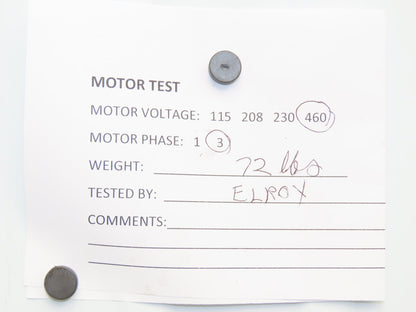 MOTOR TEST
MOTOR VOLTAGE: 115 208 230 460
MOTOR PHASE: 1 3
WEIGHT: 72 lbs
TESTED BY: ELROY
COMMENTS: